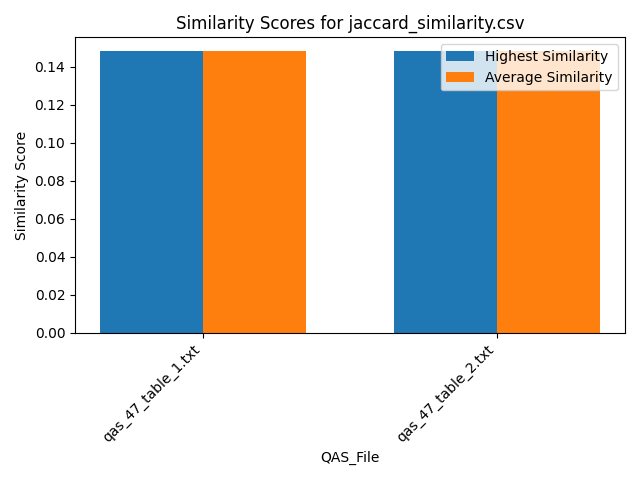 Similarity Scores for jaccard_similarity.csv
Highest Similarity
Average Similarity
Similarity Score
0.14
0.12
0.10
0.08
0.06
0.04
0.02
0.00
qas_47_table_1.txt
qas_47_table_2.txt
QAS_File